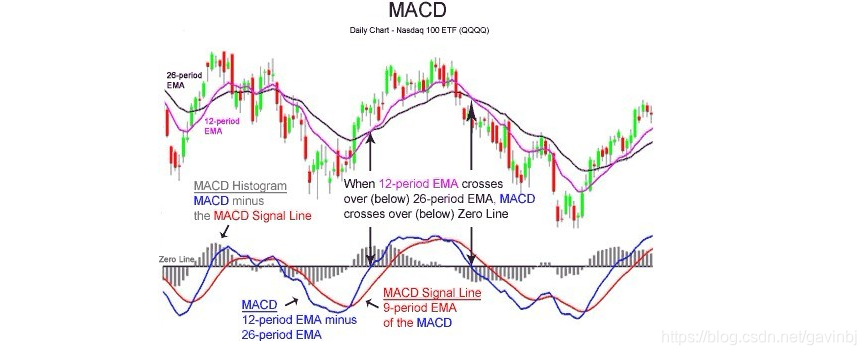 MACD
Daily Chart - Nasdaq 100 ETF (QQQQ)
26-period
EMA
12-period
EMA
MACD Histogram
MACD minus
the MACD Signal Line
When 12-period EMA crosses
over (below) 26-period EMA, MACD
crosses over (below) Zero Line
Zero Line
MACD
12-period EMA minus
26-period EMA
MACD Signal Line
9-period EMA
of the MACD
https://blog.csdn.net/gavinbj